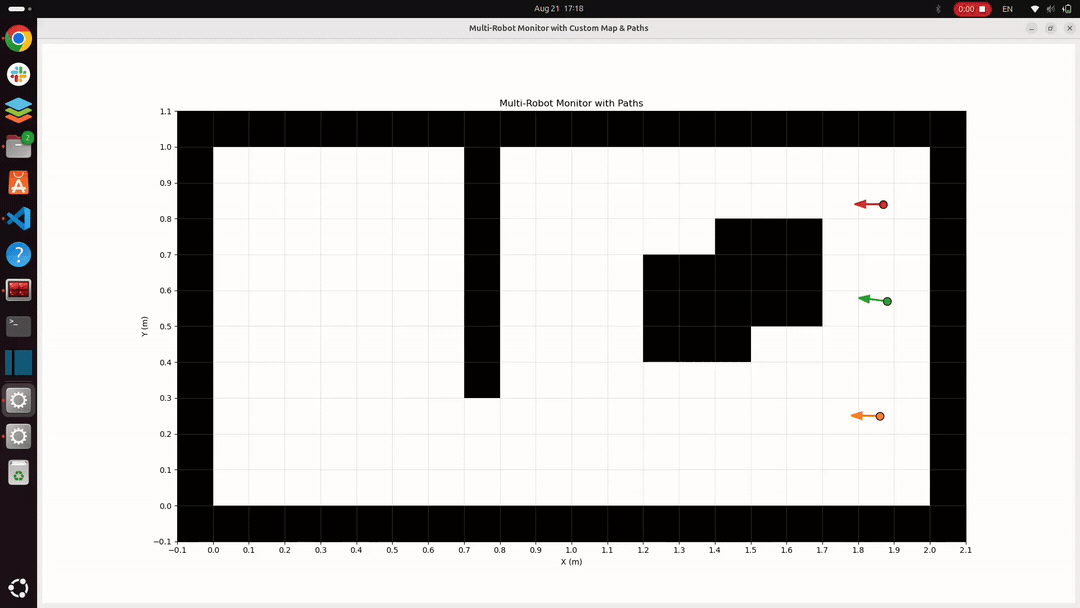 Aug 21 17:18
0:00
EN
Multi-Robot Monitor with Custom Map & Paths
2
Multi-Robot Monitor with Paths
1.1
1.0
0.9
0.8
0.7
0.6
0.5
0.4
0.3
0.2
0.1
0.0
−0.1
Y (m)
−0.1 0.0 0.1 0.2 0.3 0.4 0.5 0.6 0.7 0.8 0.9 1.0 1.1 1.2 1.3 1.4 1.5 1.6 1.7 1.8 1.9 2.0 2.1
X (m)